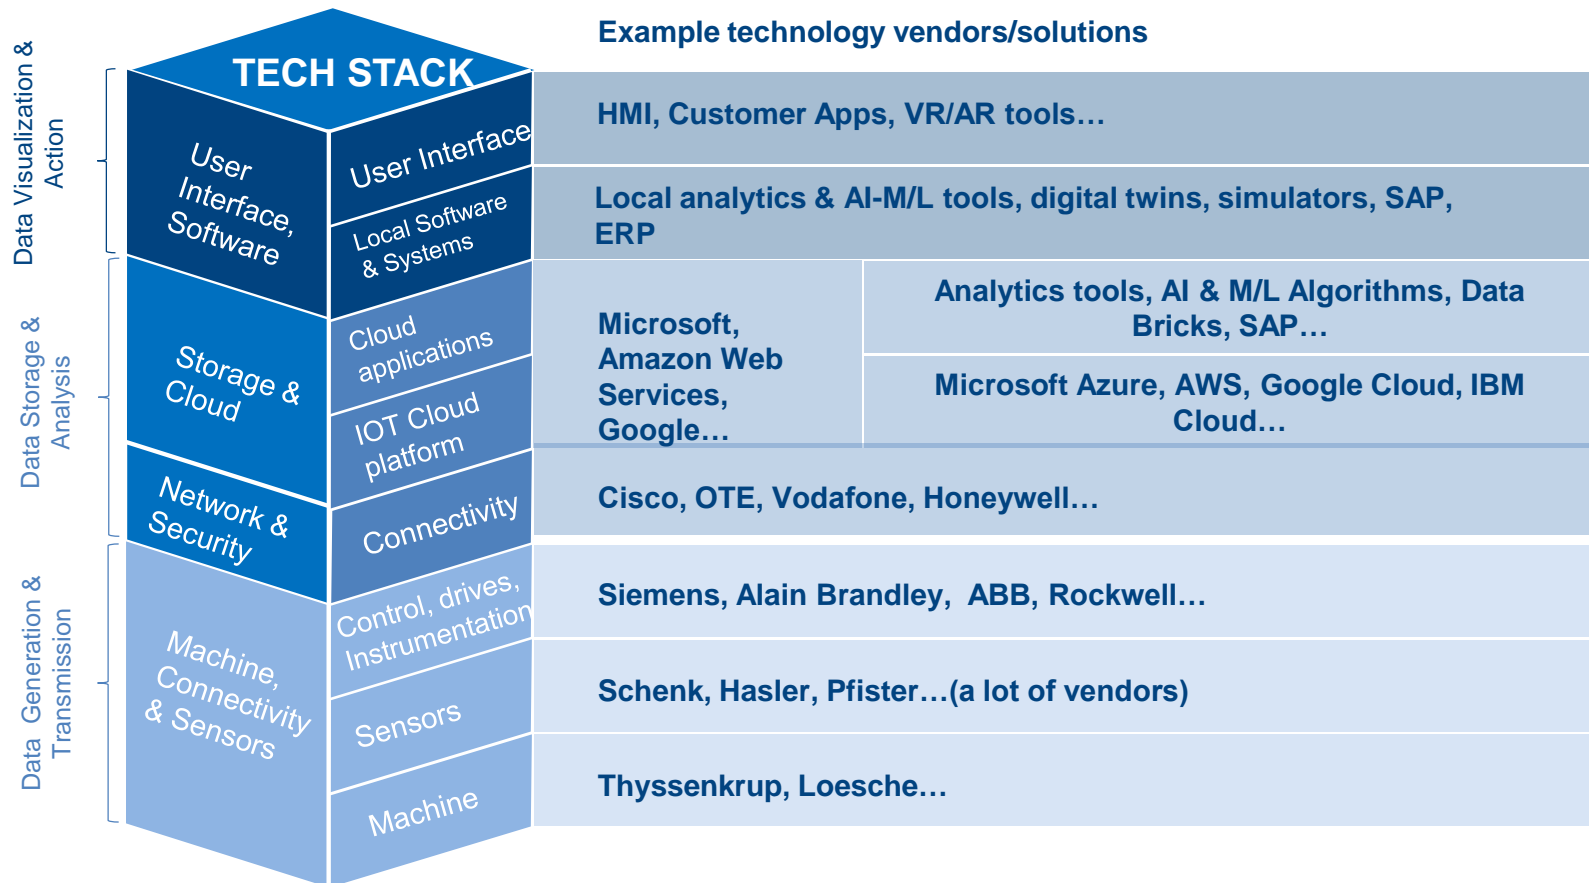 Example technology vendors/solutions
TECH STACK
Data Visualization &
Action
User
Interface,
Software
User Interface
HMI, Customer Apps, VR/AR tools…
Local Software
& Systems
Local analytics & AI-M/L tools, digital twins, simulators, SAP,
ERP
Data Storage &
Analysis
Storage &
Cloud
Cloud
applications
Microsoft,
Amazon Web
Services,
Google…
Analytics tools, AI & M/L Algorithms, Data
Bricks, SAP…
IOT Cloud
platform
Microsoft Azure, AWS, Google Cloud, IBM
Cloud…
Network &
Security
Connectivity
Cisco, OTE, Vodafone, Honeywell…
Data Generation &
Transmission
Machine,
Connectivity
& Sensors
Control, drives,
Instrumentation
Siemens, Alain Brandley, ABB, Rockwell…
Sensors
Schenk, Hasler, Pfister…(a lot of vendors)
Machine
Thyssenkrup, Loesche…